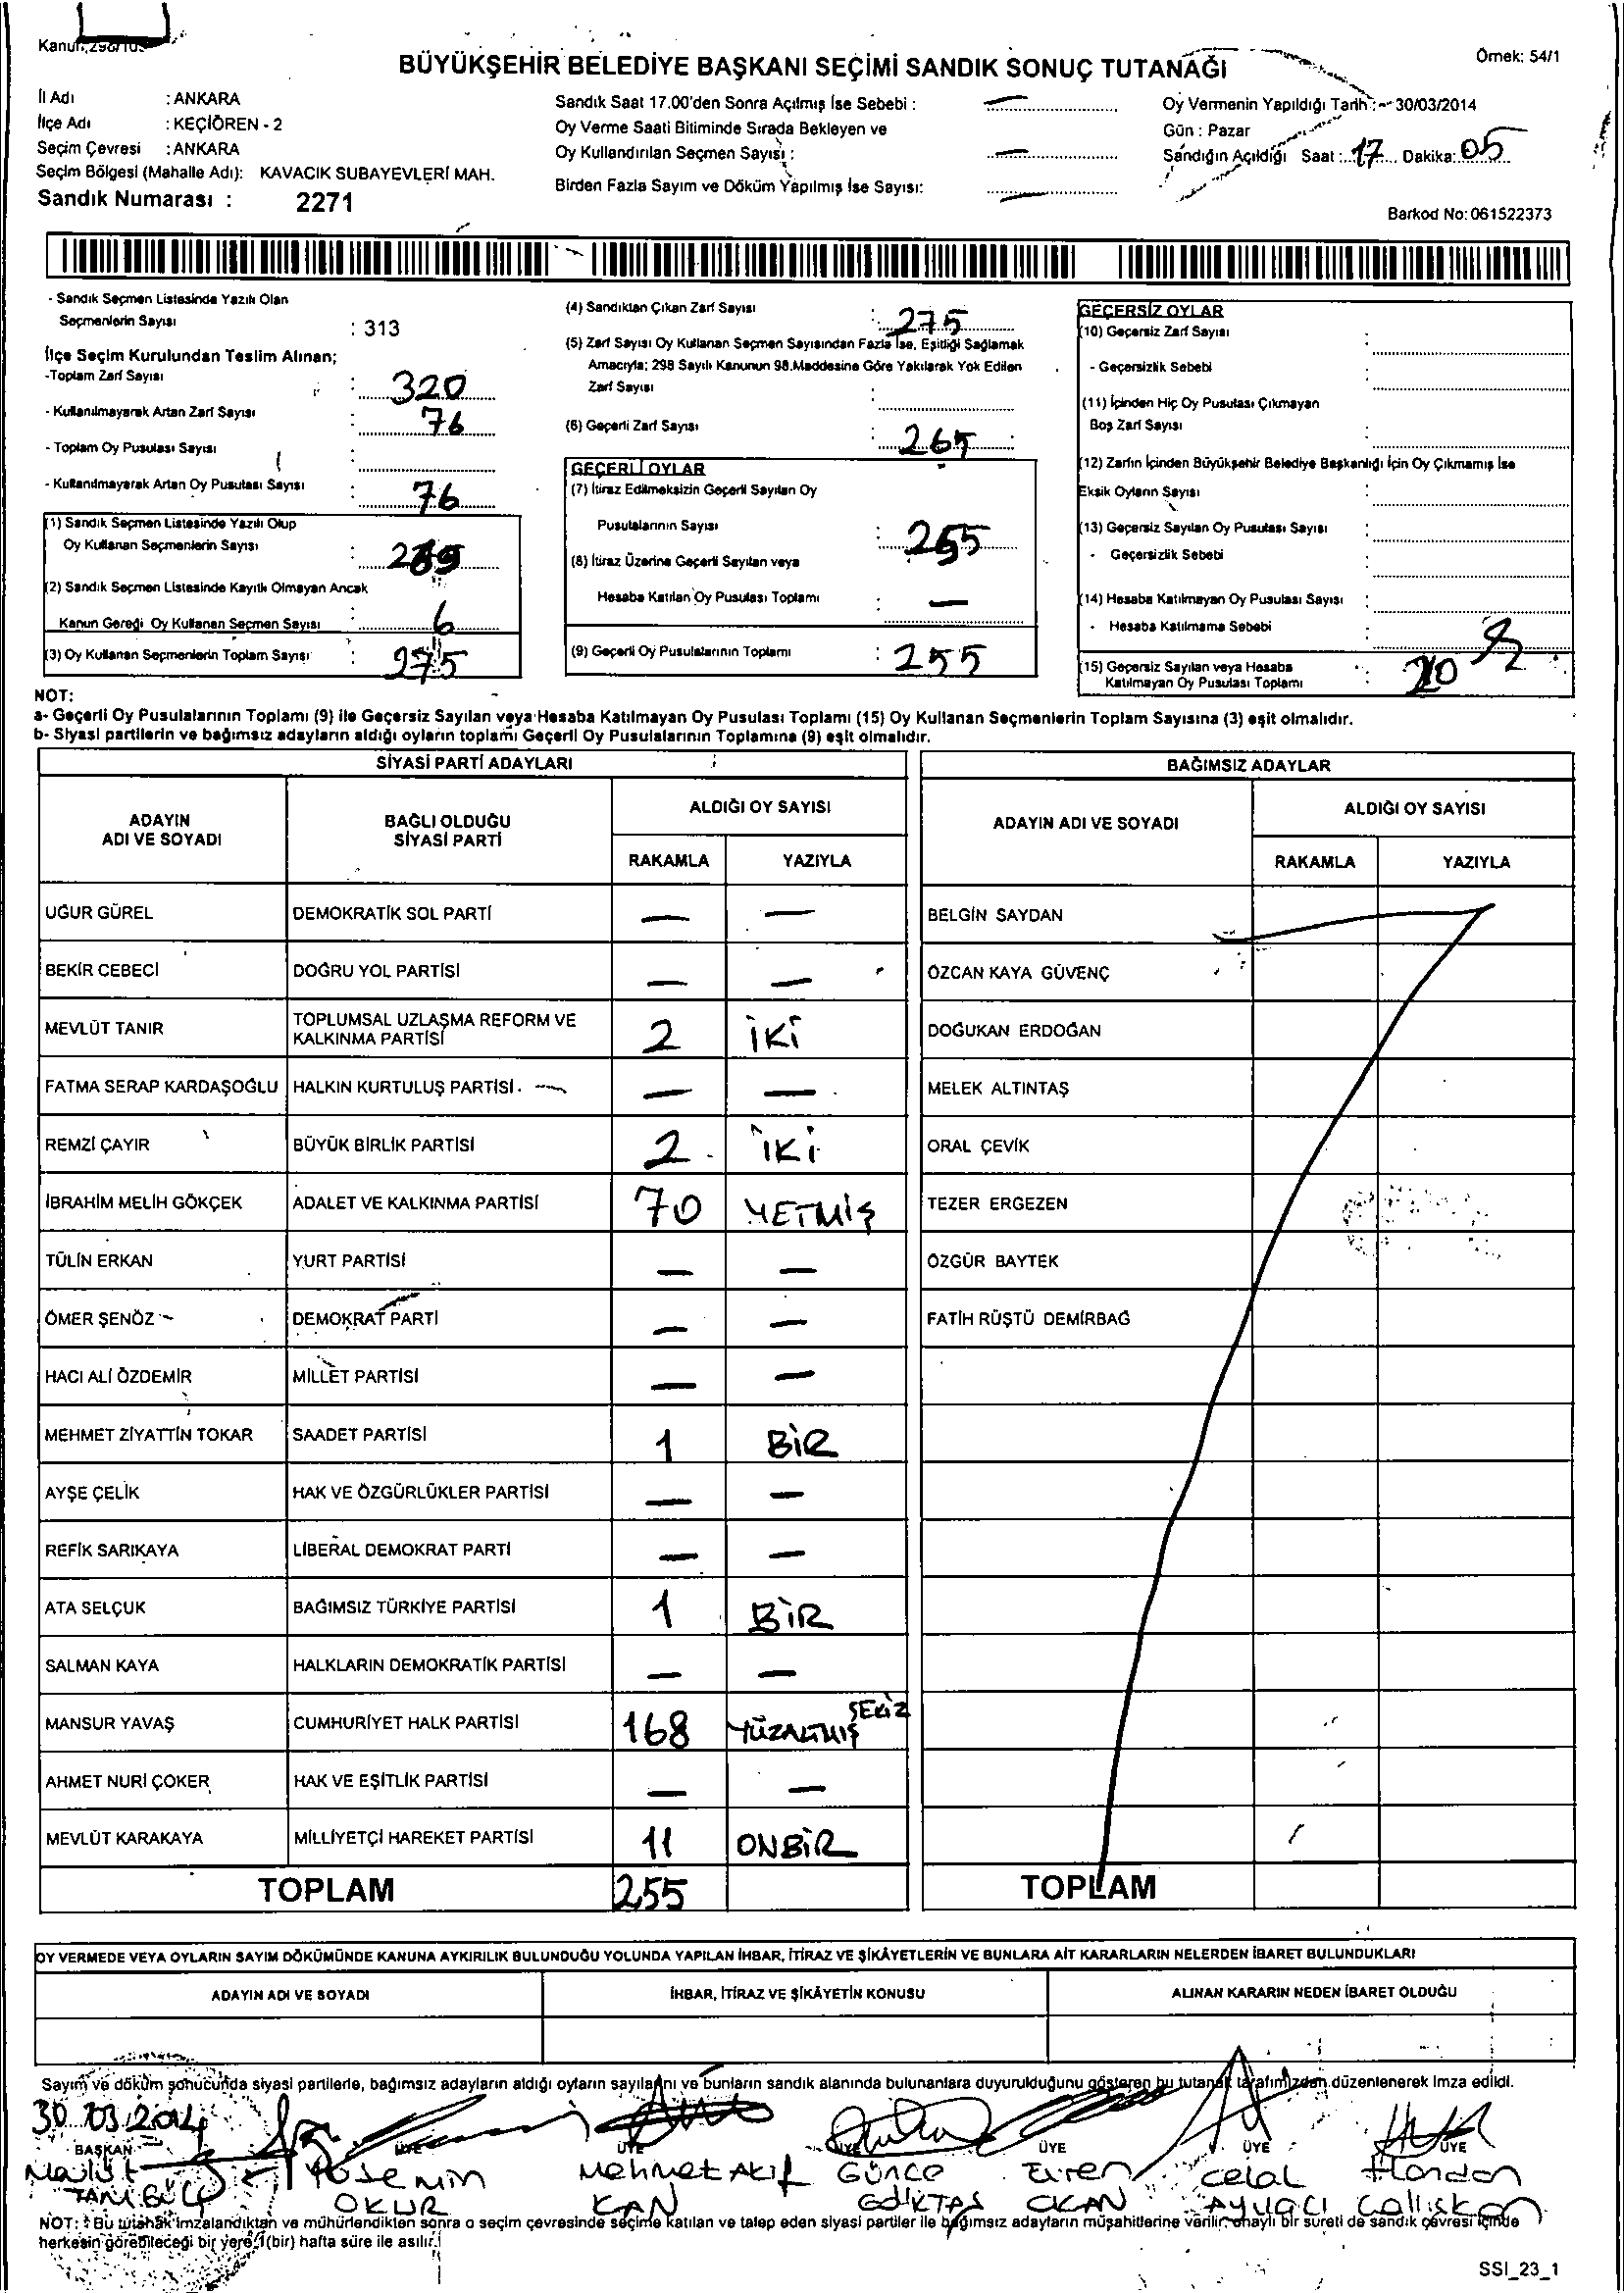 Kanun:298/103
Örnek: 54/1
BÜYÜKŞEHİR BELEDİYE BAŞKANI SEÇİMİ SANDIK SONUÇ TUTANAĞI
İl Adı : ANKARA
İlçe Adı : KEÇİÖREN - 2
Seçim Çevresi : ANKARA
Seçim Bölgesi (Mahalle Adı): KAVACIK SUBAYEVLERİ MAH.
Sandık Numarası : 2271
Sandık Saat 17.00'den Sonra Açılmış İse Sebebi : —
Oy Verme Saati Bitiminde Sırada Bekleyen ve
Oy Kullandırılan Seçmen Sayısı : —
Birden Fazla Sayım ve Döküm Yapılmış İse Sayısı: —
Oy Vermenin Yapıldığı Tarih : 30/03/2014
Gün : Pazar
Sandığın Açıldığı Saat : 17 Dakika: 05
Barkod No: 061522373
- Sandık Seçmen Listesinde Yazılı Olan
Seçmenlerin Sayısı : 313
İlçe Seçim Kurulundan Teslim Alınan;
-Toplam Zarf Sayısı : 320
- Kullanılmayarak Artan Zarf Sayısı : 76
- Toplam Oy Pusulası Sayısı :
- Kullanılmayarak Artan Oy Pusulası Sayısı : 76
(1) Sandık Seçmen Listesinde Yazılı Olup
Oy Kullanan Seçmenlerin Sayısı : 269
(2) Sandık Seçmen Listesinde Kayıtlı Olmayan Ancak
Kanun Gereği Oy Kullanan Seçmen Sayısı : 6
(3) Oy Kullanan Seçmenlerin Toplam Sayısı : 275
(4) Sandıktan Çıkan Zarf Sayısı : 275
(5) Zarf Sayısı Oy Kullanan Seçmen Sayısından Fazla İse, Eşitliği Sağlamak
Amacıyla; 298 Sayılı Kanunun 98.Maddesine Göre Yakılarak Yok Edilen
Zarf Sayısı :
(6) Geçerli Zarf Sayısı :
GEÇERLİ OYLAR
(7) İtiraz Edilmeksizin Geçerli Sayılan Oy
Pusulalarının Sayısı : 255
(8) İtiraz Üzerine Geçerli Sayılan veya
Hesaba Katılan Oy Pusulası Toplamı : —
(9) Geçerli Oy Pusulalarının Toplamı : 255
GEÇERSİZ OYLAR
(10) Geçersiz Zarf Sayısı :
- Geçersizlik Sebebi :
(11) İçinden Hiç Oy Pusulası Çıkmayan
Boş Zarf Sayısı :
(12) Zarfın İçinden Büyükşehir Belediye Başkanlığı İçin Oy Çıkmamış İse
Eksik Oyların Sayısı :
(13) Geçersiz Sayılan Oy Pusulası Sayısı :
- Geçersizlik Sebebi :
(14) Hesaba Katılmayan Oy Pusulası Sayısı :
- Hesaba Katılmama Sebebi :
(15) Geçersiz Sayılan veya Hesaba
Katılmayan Oy Pusulası Toplamı : 20
NOT:
a- Geçerli Oy Pusulalarının Toplamı (9) ile Geçersiz Sayılan veya Hesaba Katılmayan Oy Pusulası Toplamı (15) Oy Kullanan Seçmenlerin Toplam Sayısına (3) eşit olmalıdır.
b- Siyasi partilerin ve bağımsız adayların aldığı oyların toplamı Geçerli Oy Pusulalarının Toplamına (9) eşit olmalıdır.
SİYASİ PARTİ ADAYLARI
ADAYIN ADI VE SOYADI BAĞLI OLDUĞU SİYASİ PARTİ ALDIĞI OY SAYISI
RAKAMLA YAZIYLA
UĞUR GÜREL DEMOKRATİK SOL PARTİ — —
BEKİR CEBECİ DOĞRU YOL PARTİSİ — —
MEVLÜT TANIR TOPLUMSAL UZLAŞMA REFORM VE KALKINMA PARTİSİ 2 İKİ
FATMA SERAP KARDAŞOĞLU HALKIN KURTULUŞ PARTİSİ — —
REMZİ ÇAYIR BÜYÜK BİRLİK PARTİSİ 2 İKİ
İBRAHİM MELİH GÖKÇEK ADALET VE KALKINMA PARTİSİ 70 YETMİŞ
TÜLİN ERKAN YURT PARTİSİ — —
ÖMER ŞENÖZ DEMOKRAT PARTİ — —
HACI ALİ ÖZDEMİR MİLLET PARTİSİ — —
MEHMET ZİYATTİN TOKAR SAADET PARTİSİ 1 BİR
AYŞE ÇELİK HAK VE ÖZGÜRLÜKLER PARTİSİ — —
REFİK SARIKAYA LİBERAL DEMOKRAT PARTİ — —
ATA SELÇUK BAĞIMSIZ TÜRKİYE PARTİSİ 1 BİR
SALMAN KAYA HALKLARIN DEMOKRATİK PARTİSİ — —
MANSUR YAVAŞ CUMHURİYET HALK PARTİSİ 168 YÜZALTMIŞ SEKİZ
AHMET NURİ ÇOKER HAK VE EŞİTLİK PARTİSİ — —
MEVLÜT KARAKAYA MİLLİYETÇİ HAREKET PARTİSİ 11 ONBİR
TOPLAM 255
BAĞIMSIZ ADAYLAR
ADAYIN ADI VE SOYADI ALDIĞI OY SAYISI
RAKAMLA YAZIYLA
BELGİN SAYDAN
ÖZCAN KAYA GÜVENÇ
DOĞUKAN ERDOĞAN
MELEK ALTINTAŞ
ORAL ÇEVİK
TEZER ERGEZEN
ÖZGÜR BAYTEK
FATİH RÜŞTÜ DEMİRBAĞ
TOPLAM
OY VERMEDE VEYA OYLARIN SAYIM DÖKÜMÜNDE KANUNA AYKIRILIK BULUNDUĞU YOLUNDA YAPILAN İHBAR, İTİRAZ VE ŞİKÂYETLERİN VE BUNLARA AİT KARARLARIN NELERDEN İBARET BULUNDUKLARI
ADAYIN ADI VE SOYADI İHBAR, İTİRAZ VE ŞİKÂYETİN KONUSU ALINAN KARARIN NEDEN İBARET OLDUĞU
Sayım ve döküm sonucunda siyasi partilerle, bağımsız adayların aldığı oyların sayılarını ve bunların sandık alanında bulunanlara duyurulduğunu gösteren bu tutanak tarafımızdan düzenlenerek imza edildi.
30.03.2014
BAŞKAN ÜYE ÜYE ÜYE ÜYE ÜYE ÜYE
Mehmet Akif Günce Evren Celal Handan
OKUR KAN GÖKTAŞ Çalışkan
NOT: Bu tutanak imzalandıktan ve mühürlendikten sonra o seçim çevresinde seçime katılan ve talep eden siyasi partiler ile bağımsız adayların müşahitlerine verilir, onaylı bir sureti de sandık çevresi içinde
herkesin görebileceği bir yere 1(bir) hafta süre ile asılır.
SSI_23_1